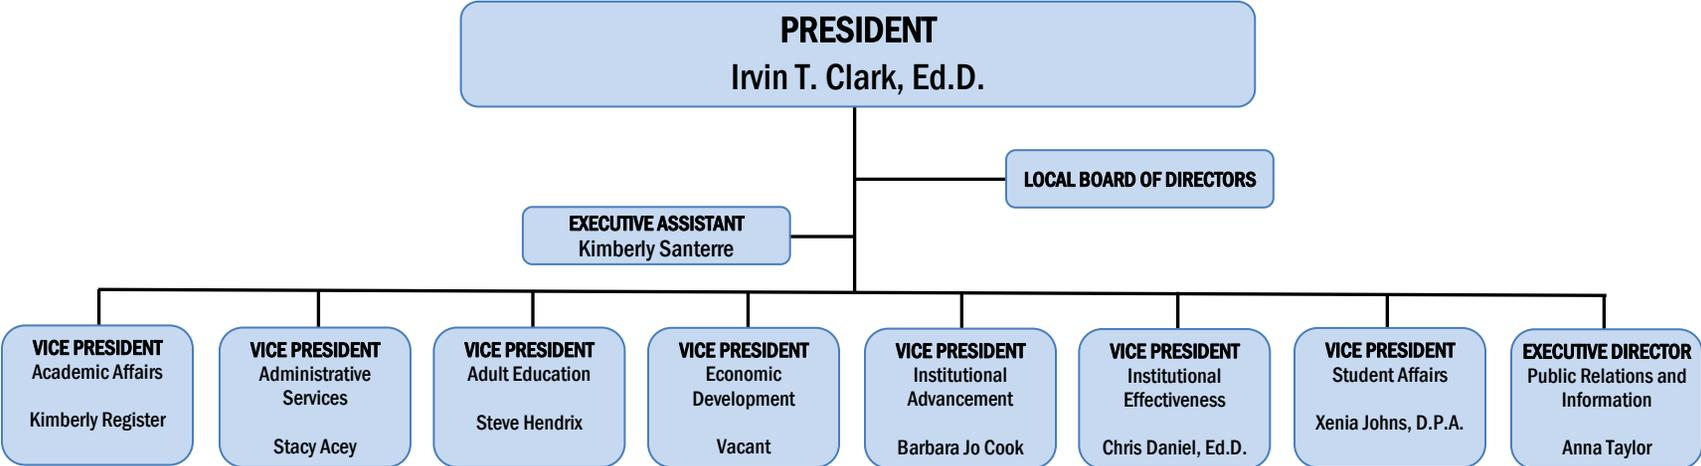 PRESIDENT
Irvin T. Clark, Ed.D.
LOCAL BOARD OF DIRECTORS
EXECUTIVE ASSISTANT
Kimberly Santerre
VICE PRESIDENT
Academic Affairs
Kimberly Register
VICE PRESIDENT
Administrative
Services
Stacy Acey
VICE PRESIDENT
Adult Education
Steve Hendrix
VICE PRESIDENT
Economic
Development
Vacant
VICE PRESIDENT
Institutional
Advancement
Barbara Jo Cook
VICE PRESIDENT
Institutional
Effectiveness
Chris Daniel, Ed.D.
VICE PRESIDENT
Student Affairs
Xenia Johns, D.P.A.
EXECUTIVE DIRECTOR
Public Relations and
Information
Anna Taylor